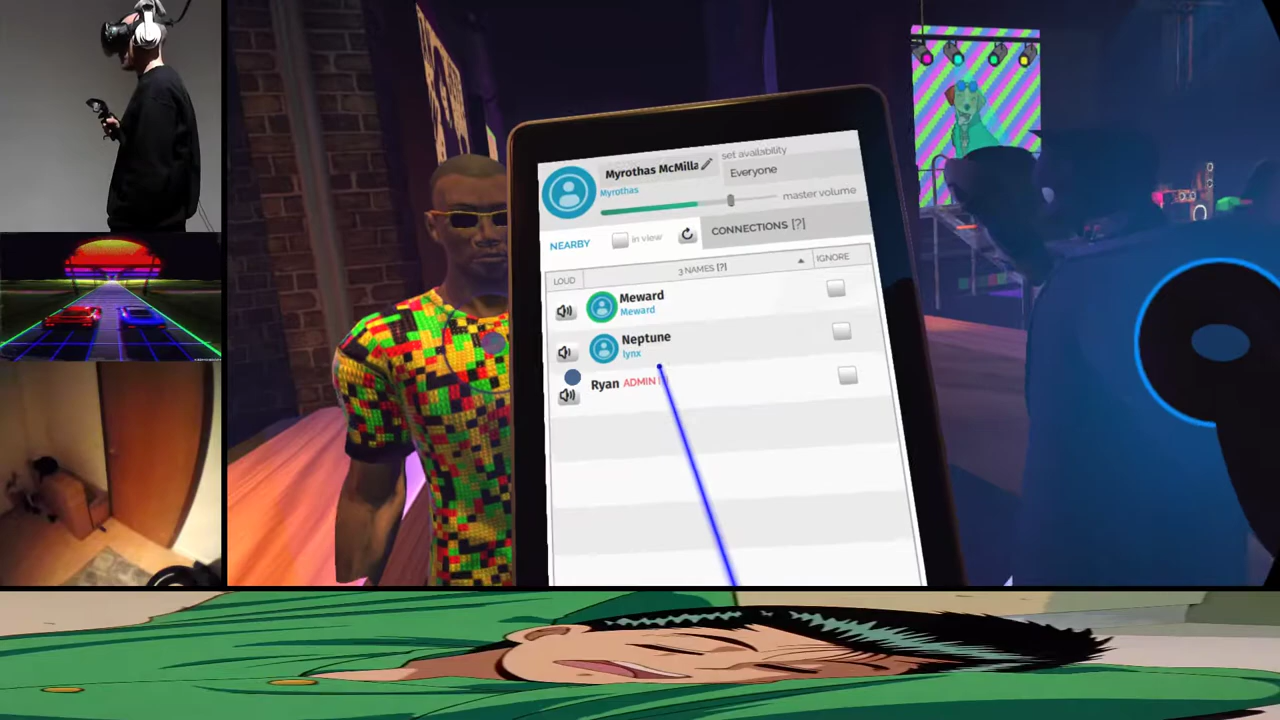 Myrothas McMilla
Myrothas
set availability
Everyone
master volume
NEARBY
in view
CONNECTIONS [?]
LOUD
3 NAMES [?]
IGNORE
Meward
Meward
Neptune
lynx
Ryan ADMIN